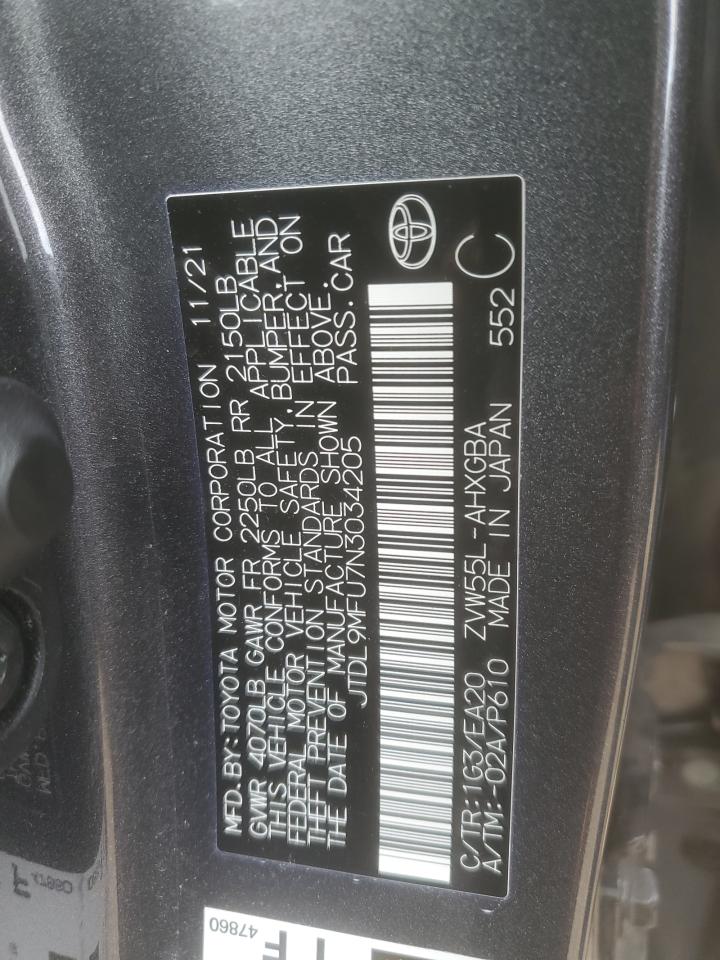 MFD. BY: TOYOTA MOTOR CORPORATION 11/21
GVWR 4070LB GAWR FR 2250LB RR 2150LB
THIS VEHICLE CONFORMS TO ALL APPLICABLE
FEDERAL MOTOR VEHICLE SAFETY, BUMPER, AND
THEFT PREVENTION STANDARDS IN EFFECT ON
THE DATE OF MANUFACTURE SHOWN ABOVE.
JTDL9MFU7N3034205 PASS. CAR
C/TR: 1G3/EA20 ZVW55L-AHXGBA 552
A/TM: -02A/P610 MADE IN JAPAN C
47860